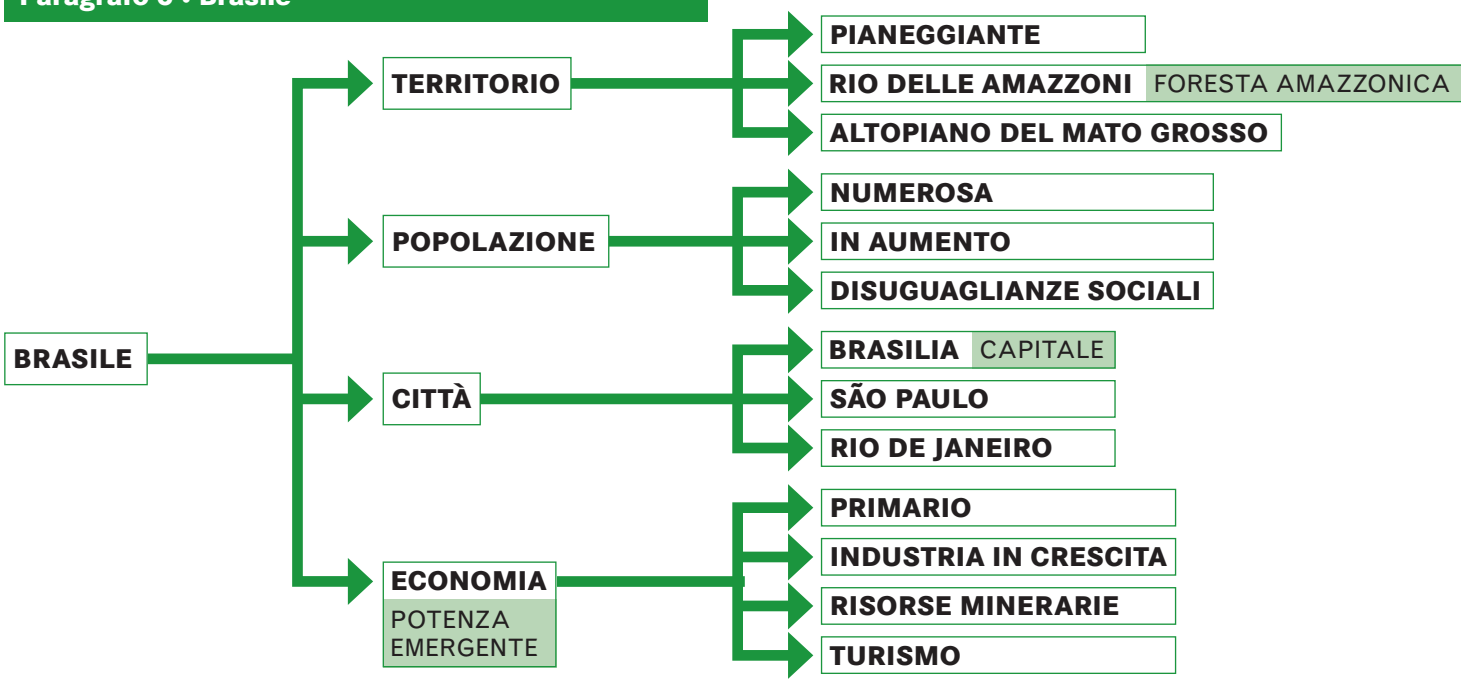 BRASILE
TERRITORIO
PIANEGGIANTE
RIO DELLE AMAZZONI FORESTA AMAZZONICA
ALTOPIANO DEL MATO GROSSO
POPOLAZIONE
NUMEROSA
IN AUMENTO
DISUGUAGLIANZE SOCIALI
CITTÀ
BRASILIA CAPITALE
SÃO PAULO
RIO DE JANEIRO
ECONOMIA
POTENZA
EMERGENTE
PRIMARIO
INDUSTRIA IN CRESCITA
RISORSE MINERARIE
TURISMO